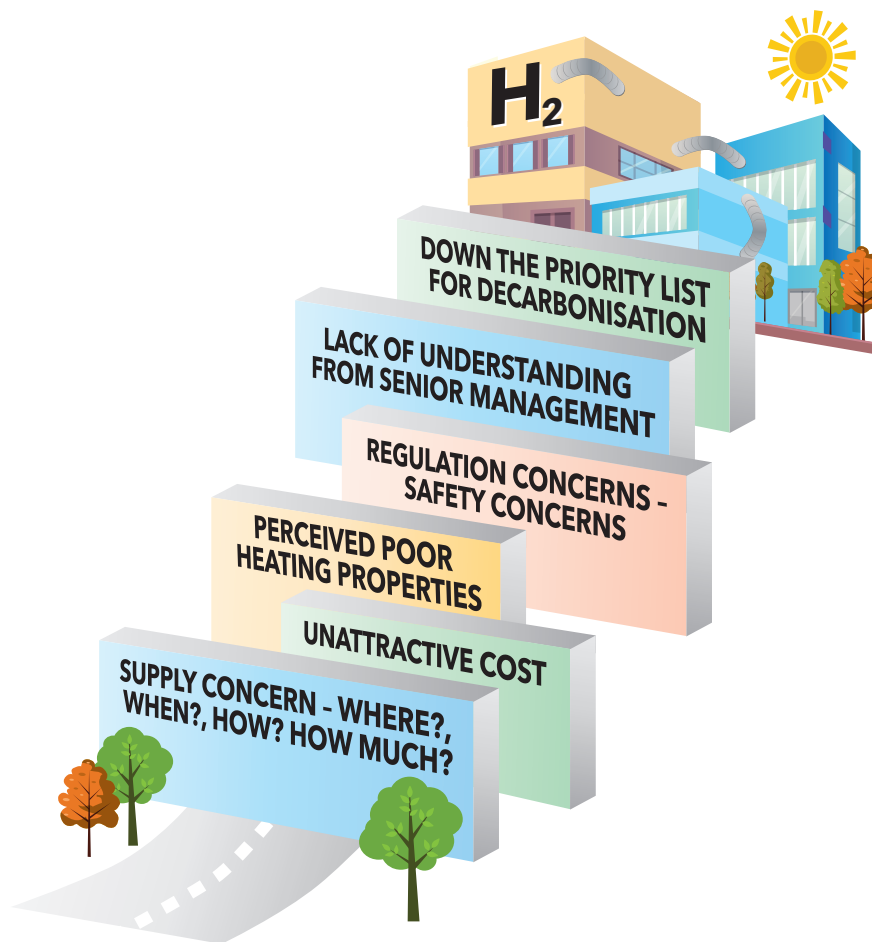 H2
DOWN THE PRIORITY LIST
FOR DECARBONISATION
LACK OF UNDERSTANDING
FROM SENIOR MANAGEMENT
REGULATION CONCERNS –
SAFETY CONCERNS
PERCEIVED POOR
HEATING PROPERTIES
UNATTRACTIVE COST
SUPPLY CONCERN – WHERE?,
WHEN?, HOW? HOW MUCH?